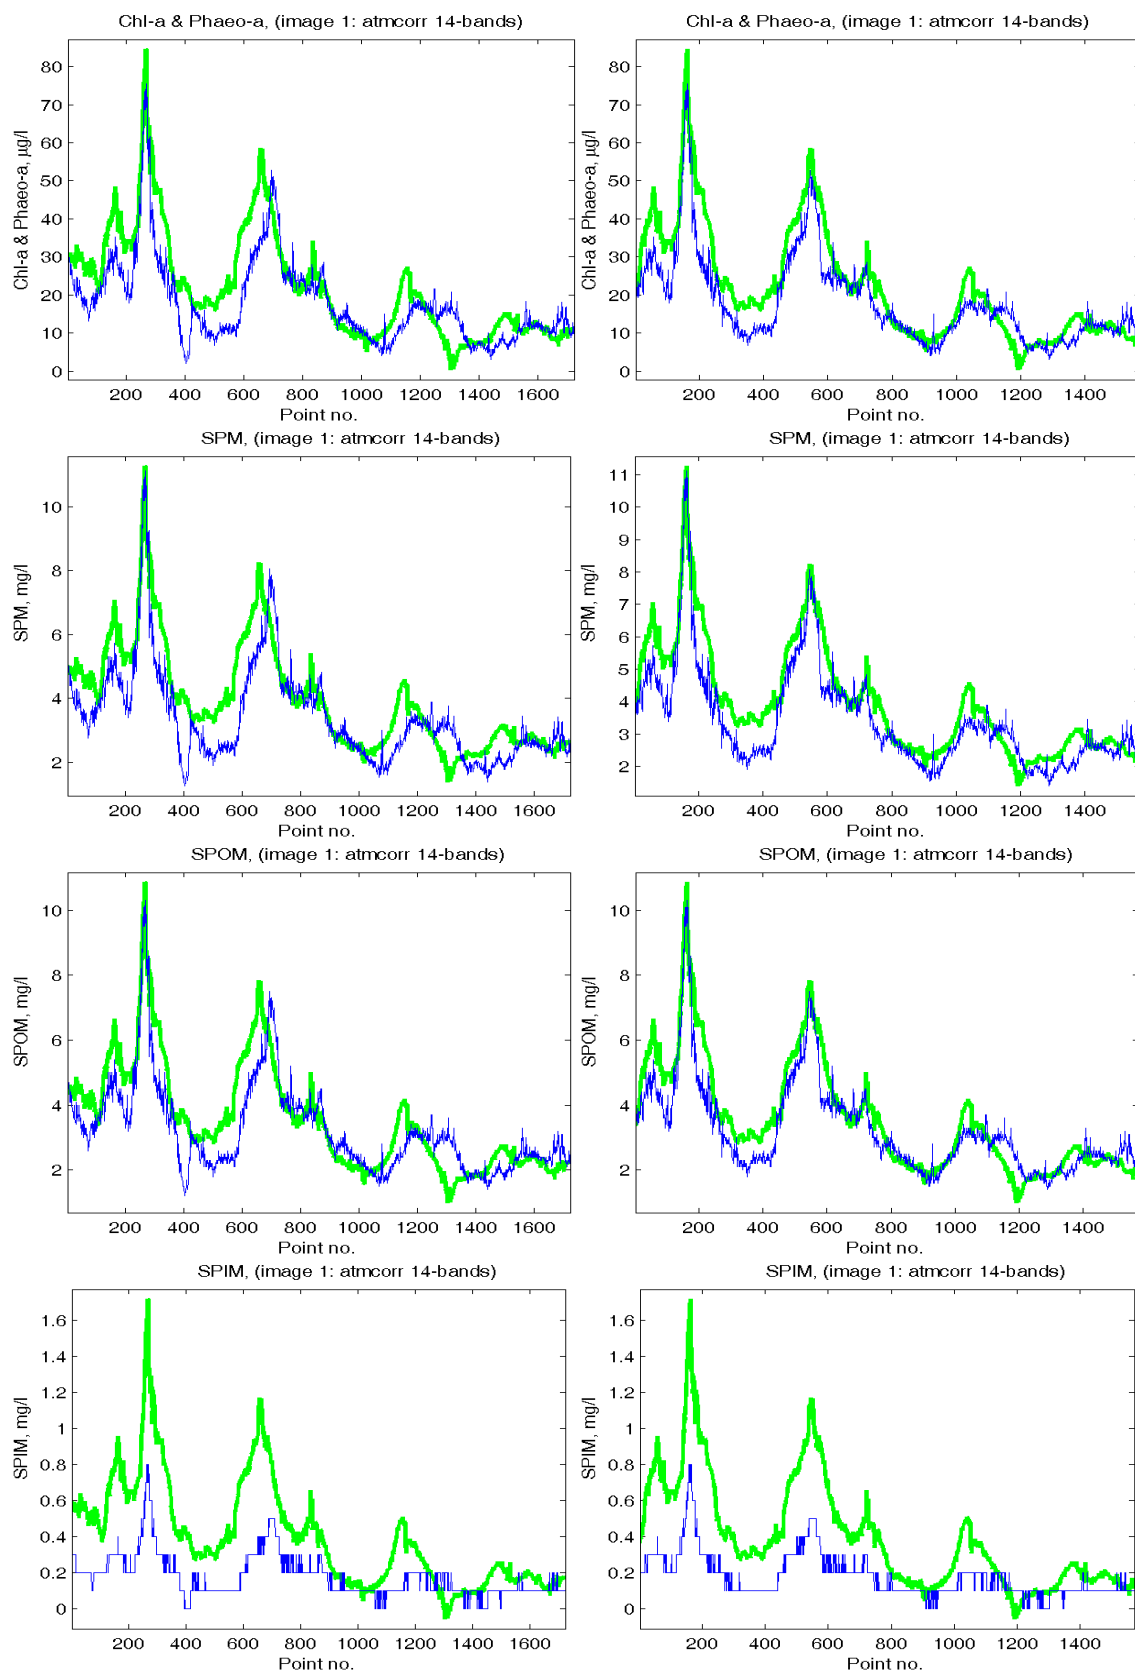 Chl-a & Phaeo-a, (image 1: atmcorr 14-bands)
Chl-a & Phaeo-a, µg/l
80
70
60
50
40
30
20
10
0
200 400 600 800 1000 1200 1400 1600
Point no.
Chl-a & Phaeo-a, (image 1: atmcorr 14-bands)
Chl-a & Phaeo-a, µg/l
80
70
60
50
40
30
20
10
0
200 400 600 800 1000 1200 1400
Point no.
SPM, (image 1: atmcorr 14-bands)
SPM, mg/l
10
8
6
4
2
200 400 600 800 1000 1200 1400 1600
Point no.
SPM, (image 1: atmcorr 14-bands)
SPM, mg/l
11
10
9
8
7
6
5
4
3
2
200 400 600 800 1000 1200 1400
Point no.
SPOM, (image 1: atmcorr 14-bands)
SPOM, mg/l
10
8
6
4
2
200 400 600 800 1000 1200 1400 1600
Point no.
SPOM, (image 1: atmcorr 14-bands)
SPOM, mg/l
10
8
6
4
2
200 400 600 800 1000 1200 1400
Point no.
SPIM, (image 1: atmcorr 14-bands)
SPIM, mg/l
1.6
1.4
1.2
1
0.8
0.6
0.4
0.2
0
200 400 600 800 1000 1200 1400 1600
Point no.
SPIM, (image 1: atmcorr 14-bands)
SPIM, mg/l
1.6
1.4
1.2
1
0.8
0.6
0.4
0.2
0
200 400 600 800 1000 1200 1400
Point no.